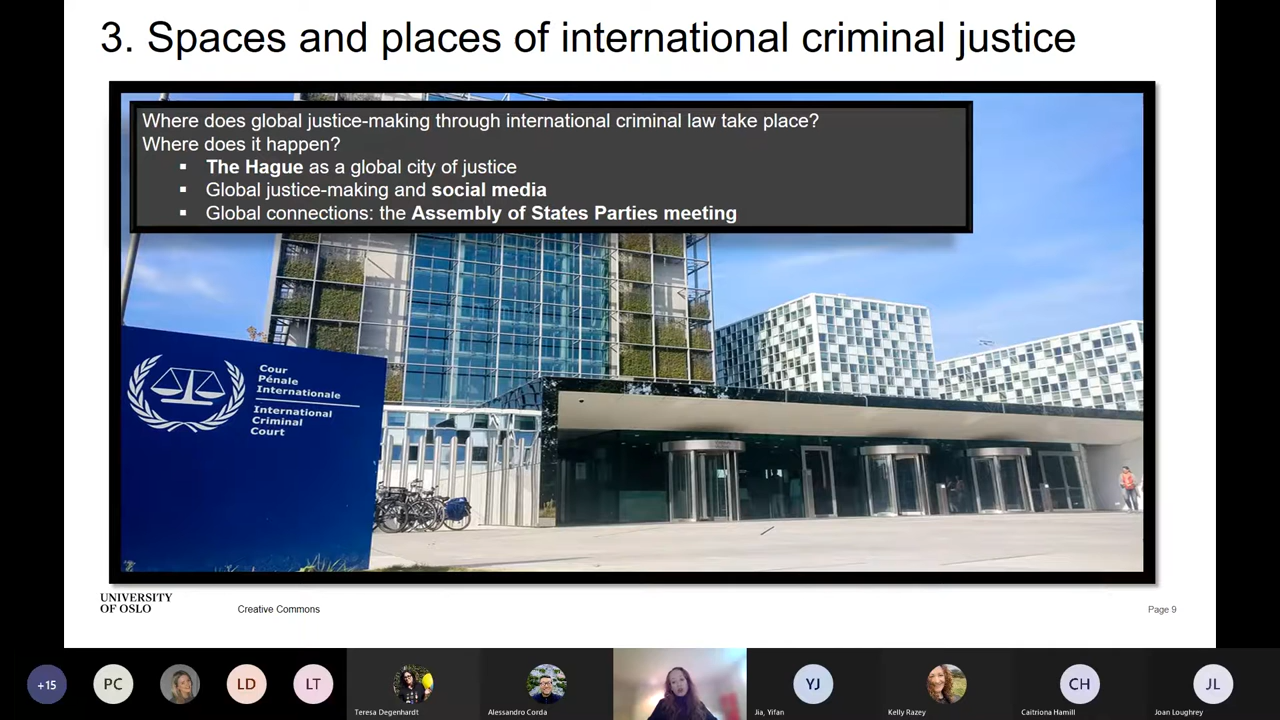 3. Spaces and places of international criminal justice
Where does global justice-making through international criminal law take place?
Where does it happen?
▪ The Hague as a global city of justice
▪ Global justice-making and social media
▪ Global connections: the Assembly of States Parties meeting
Cour
Pénale
Internationale
International
Criminal
Court
UNIVERSITY
OF OSLO
Creative Commons
Page 9
+15
PC
LD
LT
YJ
CH
JL
Teresa Degenhardt
Alessandro Corda
Jia, Yifan
Kelly Razey
Caitriona Hamill
Joan Loughrey